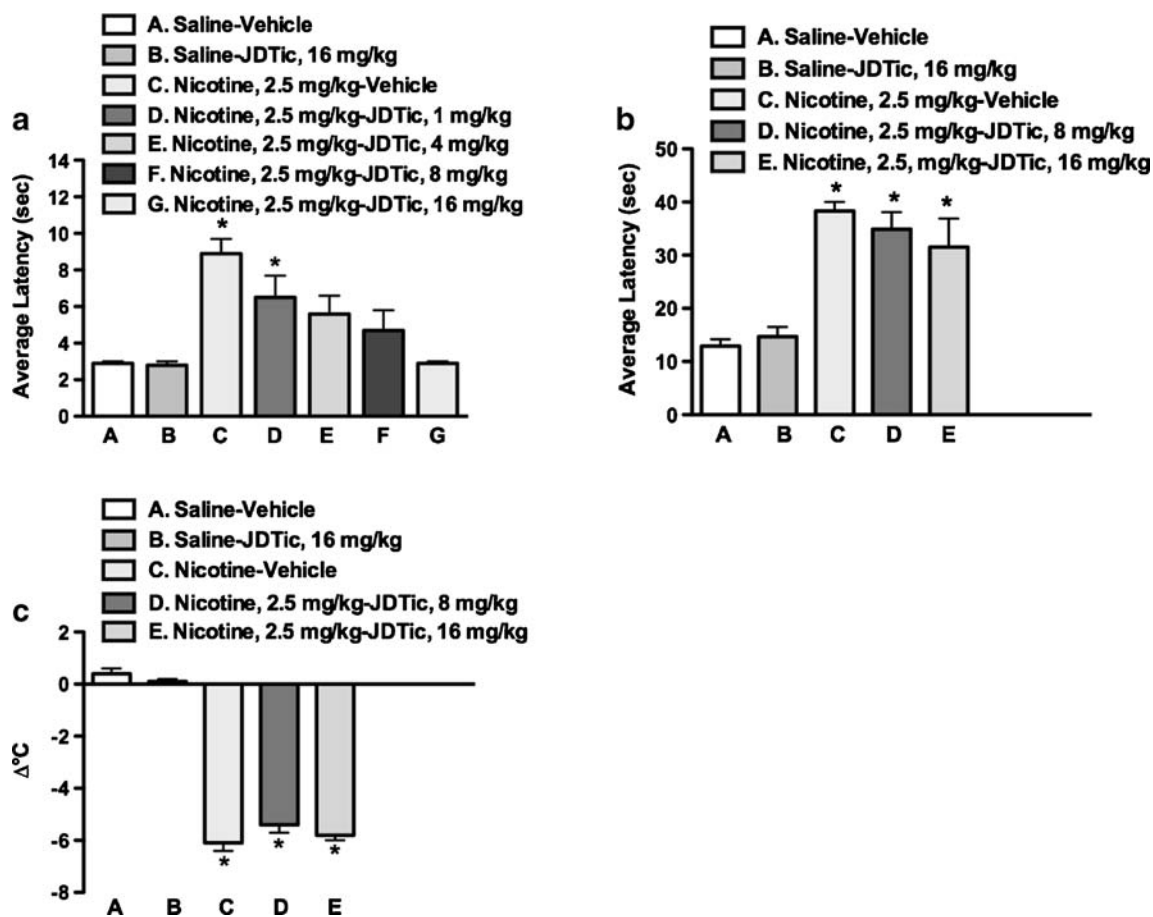 a
A. Saline-Vehicle
B. Saline-JDTic, 16 mg/kg
C. Nicotine, 2.5 mg/kg-Vehicle
D. Nicotine, 2.5 mg/kg-JDTic, 1 mg/kg
E. Nicotine, 2.5 mg/kg-JDTic, 4 mg/kg
F. Nicotine, 2.5 mg/kg-JDTic, 8 mg/kg
G. Nicotine, 2.5 mg/kg-JDTic, 16 mg/kg
Average Latency (sec)
14
12
10
8
6
4
2
0
*
*
A B C D E F G
b
A. Saline-Vehicle
B. Saline-JDTic, 16 mg/kg
C. Nicotine, 2.5 mg/kg-Vehicle
D. Nicotine, 2.5 mg/kg-JDTic, 8 mg/kg
E. Nicotine, 2.5, mg/kg-JDTic, 16 mg/kg
Average Latency (sec)
50
40
30
20
10
0
* * *
A B C D E
c
A. Saline-Vehicle
B. Saline-JDTic, 16 mg/kg
C. Nicotine-Vehicle
D. Nicotine, 2.5 mg/kg-JDTic, 8 mg/kg
E. Nicotine, 2.5 mg/kg-JDTic, 16 mg/kg
Δ°C
2
0
-2
-4
-6
-8
* * *
A B C D E